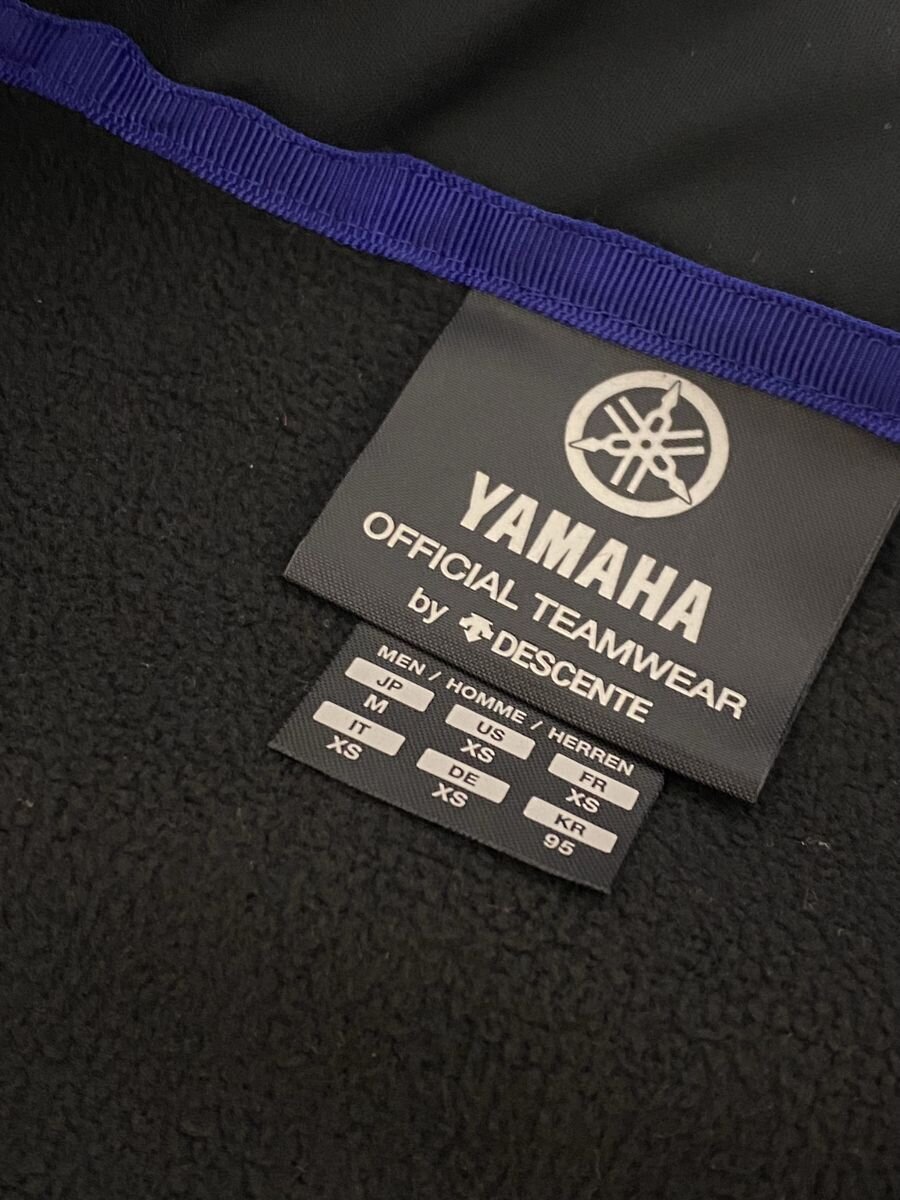 YAMAHA
OFFICIAL TEAMWEAR
by DESCENTE
MEN / HOMME / HERREN
JP US FR
M XS XS
IT DE KR
XS XS 95